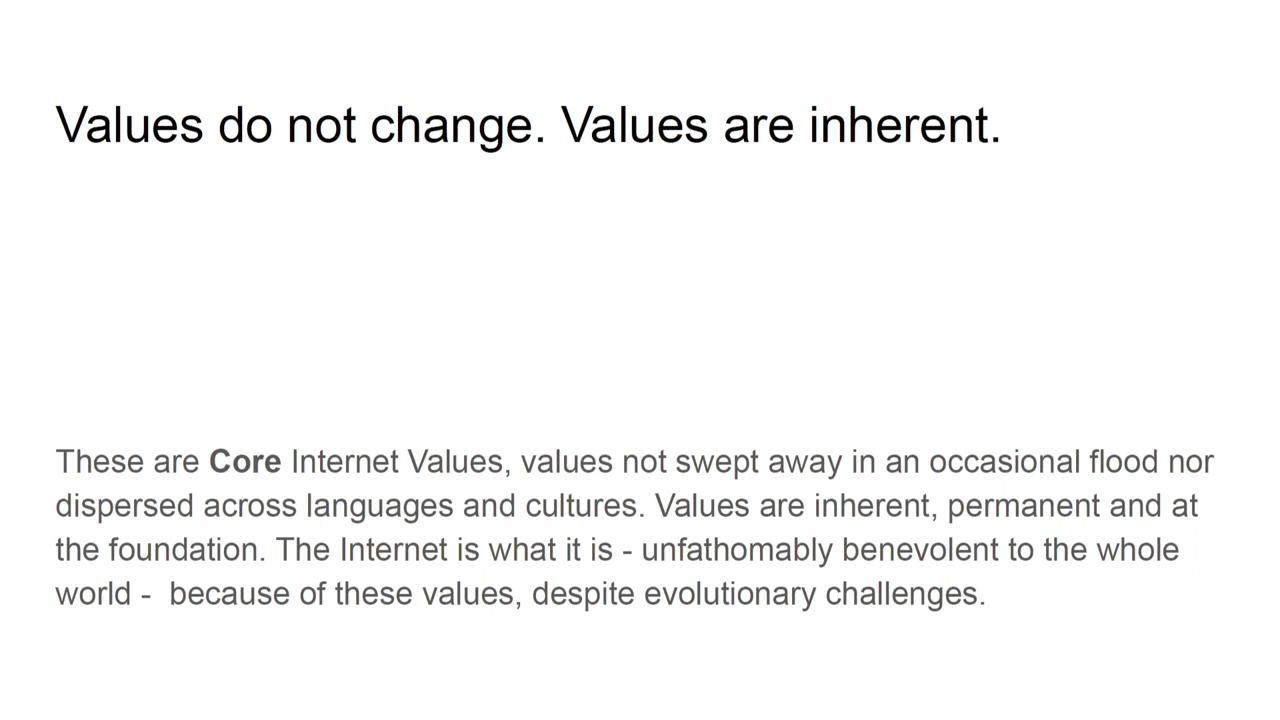 Values do not change. Values are inherent.
These are Core Internet Values, values not swept away in an occasional flood nor
dispersed across languages and cultures. Values are inherent, permanent and at
the foundation. The Internet is what it is - unfathomably benevolent to the whole
world -  because of these values, despite evolutionary challenges.